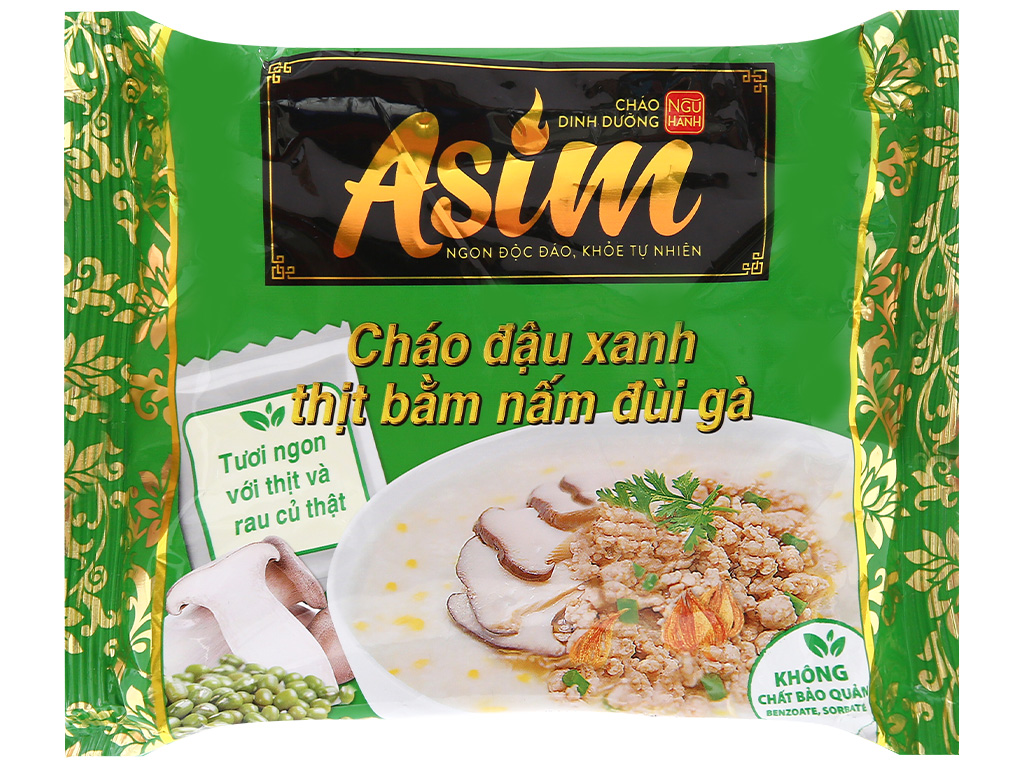 CHÁO
DINH DƯỠNG
NGŨ
HÀNH
Asim
NGON ĐỘC ĐÁO, KHỎE TỰ NHIÊN
Cháo đậu xanh
thịt bằm nấm đùi gà
Tươi ngon
với thịt và
rau củ thật
KHÔNG
CHẤT BẢO QUẢN
BENZOATE, SORBATE